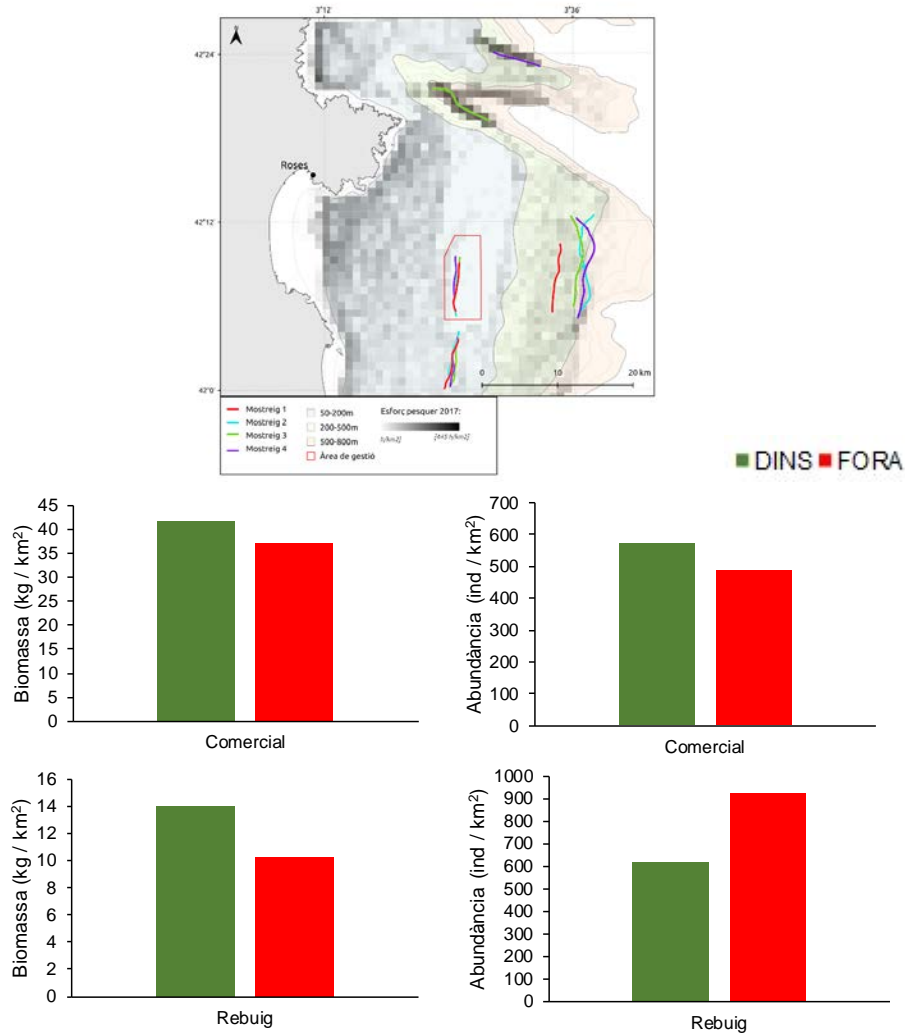 3°12' 3°36'
42°24'
Roses
42°12'
42°0'
0 10 20 km
Mostreig 1
Mostreig 2
Mostreig 3
Mostreig 4
50-200m
200-500m
500-800m
Esforç pesquer 2017:
Àrea de gestió
DINS FORA
Biomassa (kg / km²)
45
40
35
30
25
20
15
10
5
0
Comercial
Abundància (ind / km²)
700
600
500
400
300
200
100
0
Comercial
Biomassa (kg / km²)
16
14
12
10
8
6
4
2
0
Rebuig
Abundància (ind / km²)
1000
900
800
700
600
500
400
300
200
100
0
Rebuig